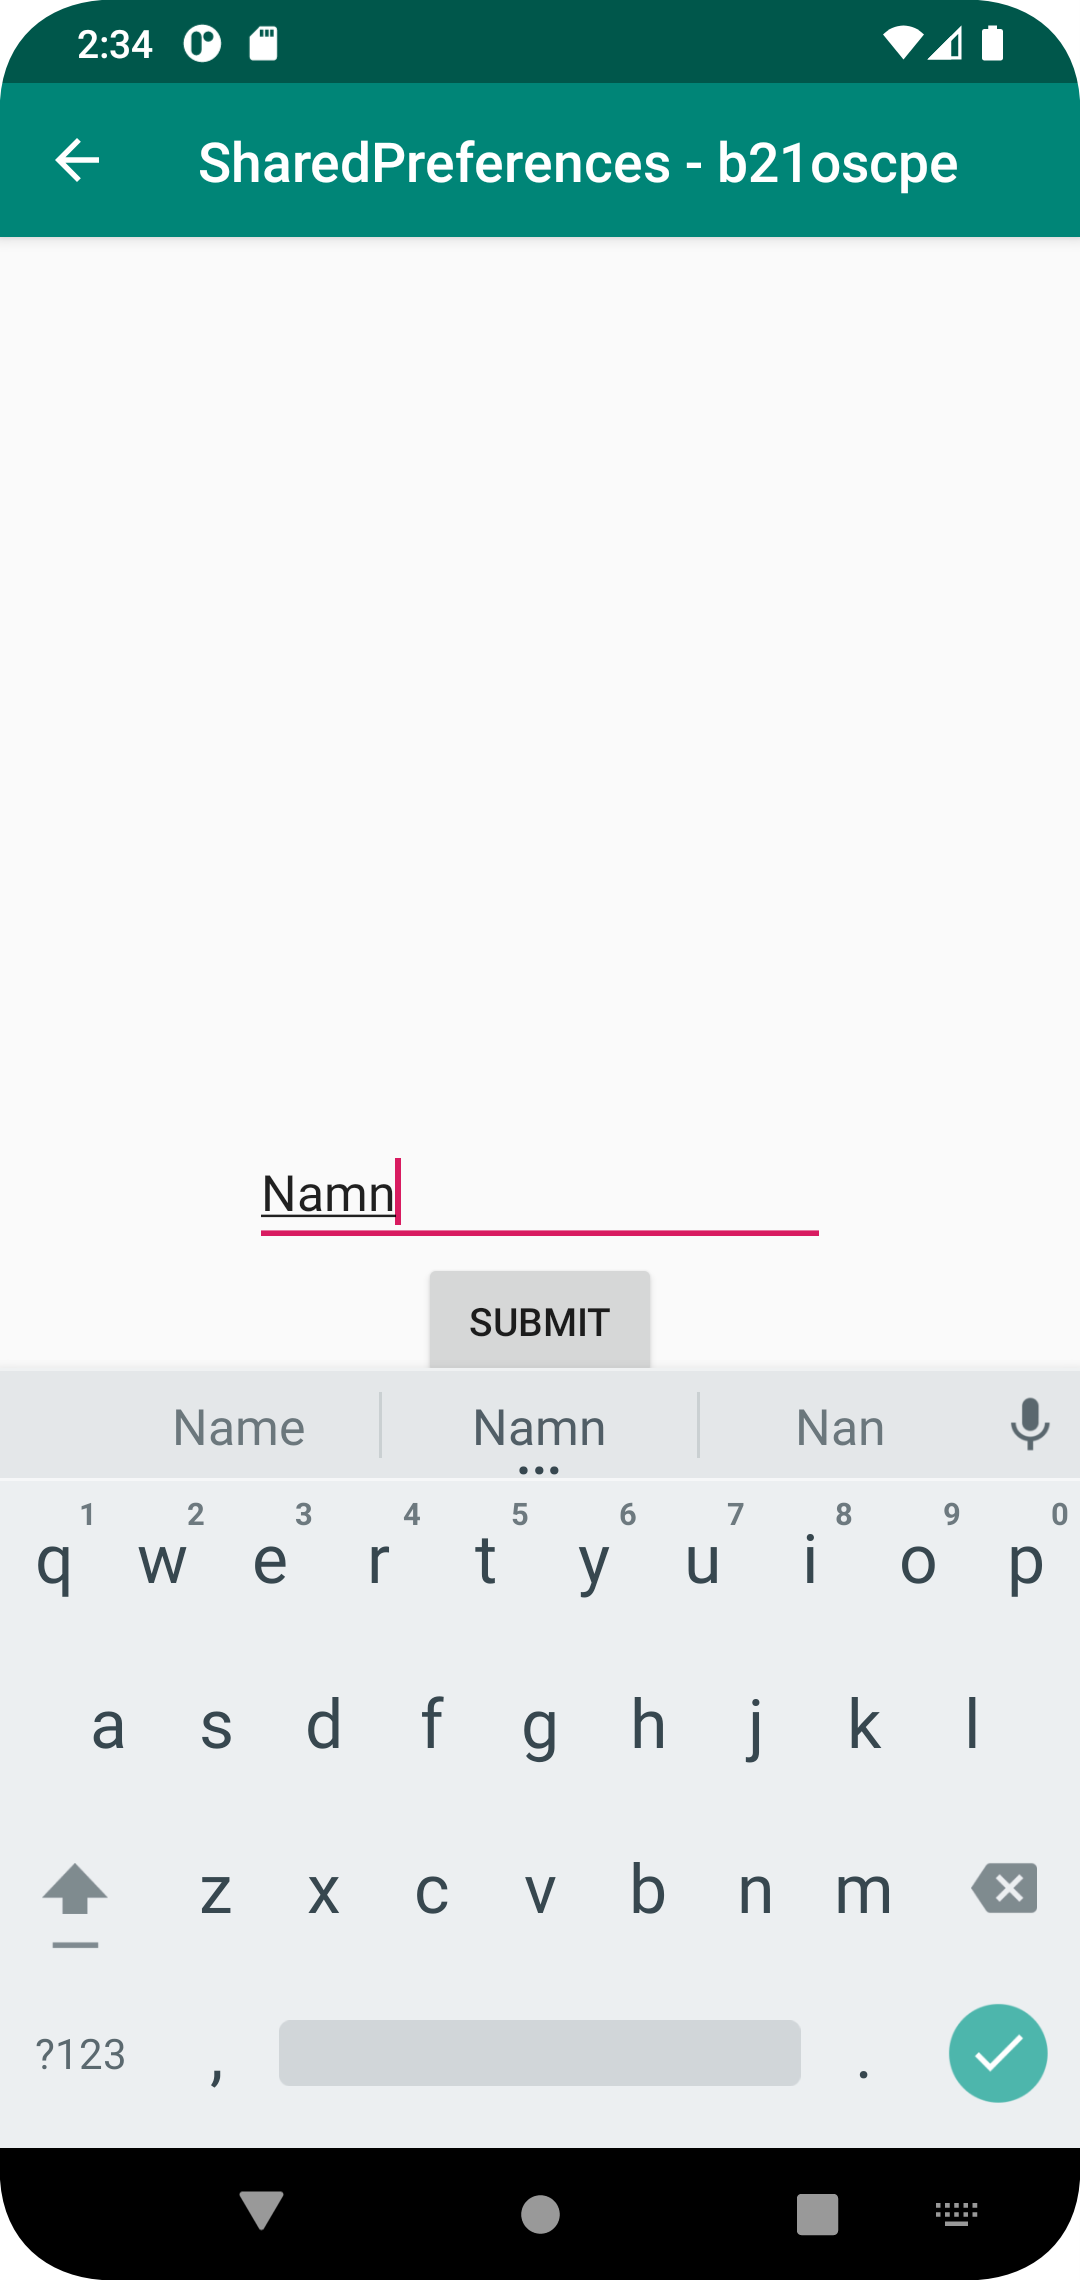 2:34
SharedPreferences - b21oscpe
Namn
SUBMIT
Name Namn Nan
1 2 3 4 5 6 7 8 9 0
q w e r t y u i o p
a s d f g h j k l
z x c v b n m
?123 , .